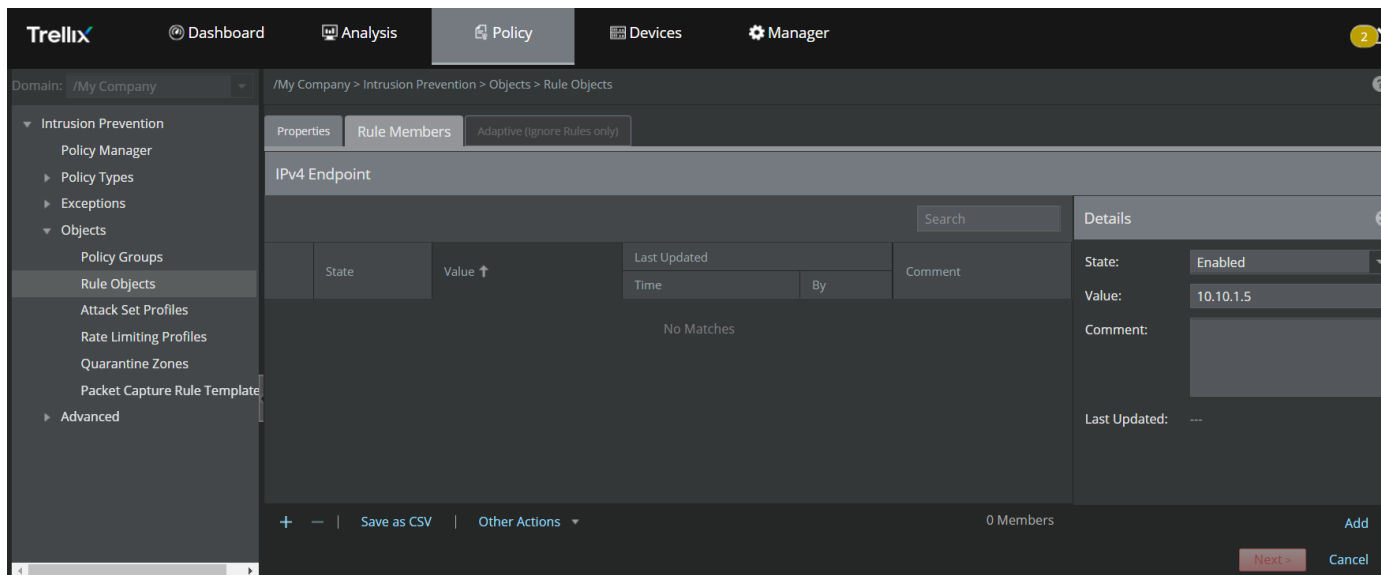 Trellix Dashboard Analysis Policy Devices Manager 2
Domain: /My Company
/My Company > Intrusion Prevention > Objects > Rule Objects
Intrusion Prevention
Policy Manager
Policy Types
Exceptions
Objects
Policy Groups
Rule Objects
Attack Set Profiles
Rate Limiting Profiles
Quarantine Zones
Packet Capture Rule Template
Advanced
Properties Rule Members Adaptive (Ignore Rules only)
IPv4 Endpoint
Search
State Value Last Updated Comment
Time By
No Matches
Details
State: Enabled
Value: 10.10.1.5
Comment:
Last Updated: ---
+ — | Save as CSV | Other Actions 0 Members
Add
Next > Cancel